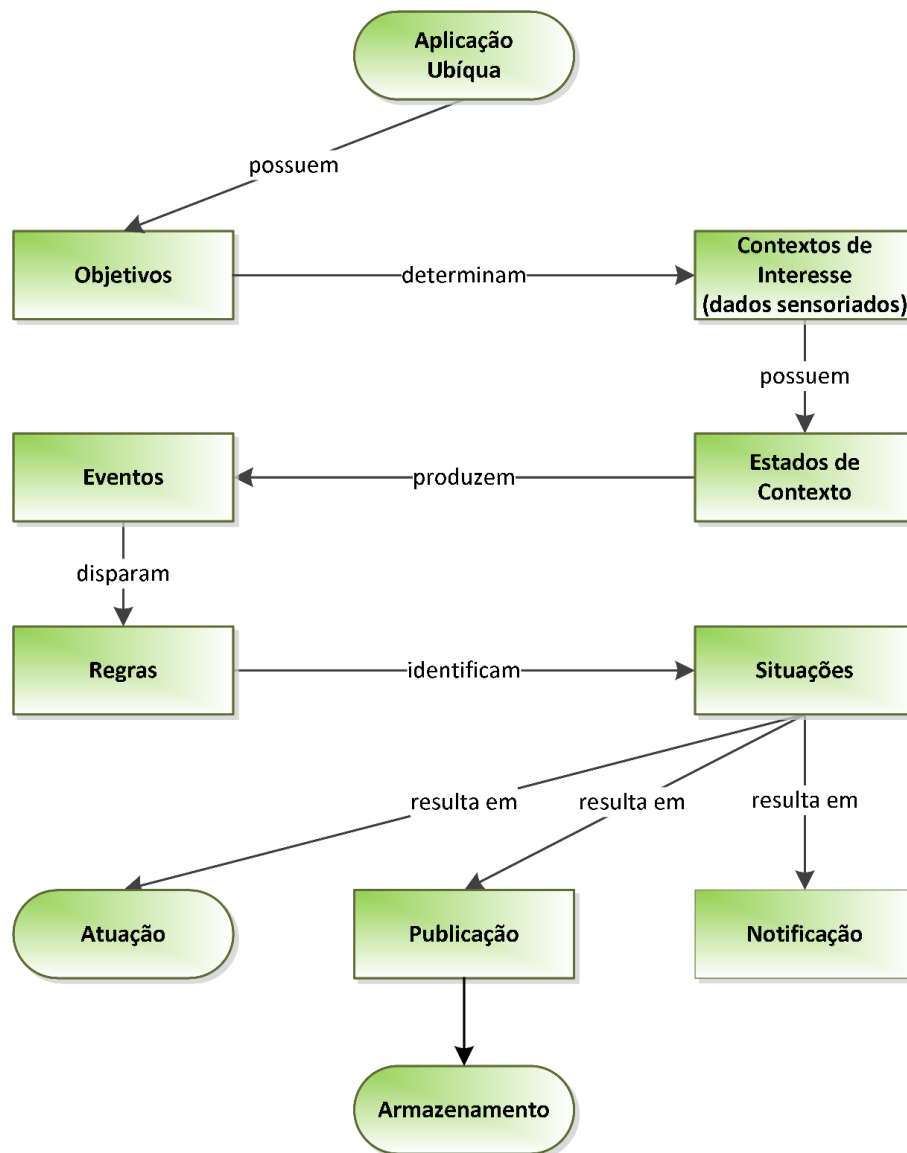 Aplicação
Ubíqua
possuem
Objetivos
determinam
Contextos de
Interesse
(dados sensoriados)
possuem
Eventos
produzem
Estados de
Contexto
disparam
Regras
identificam
Situações
resulta em
resulta em
resulta em
Atuação
Publicação
Notificação
Armazenamento